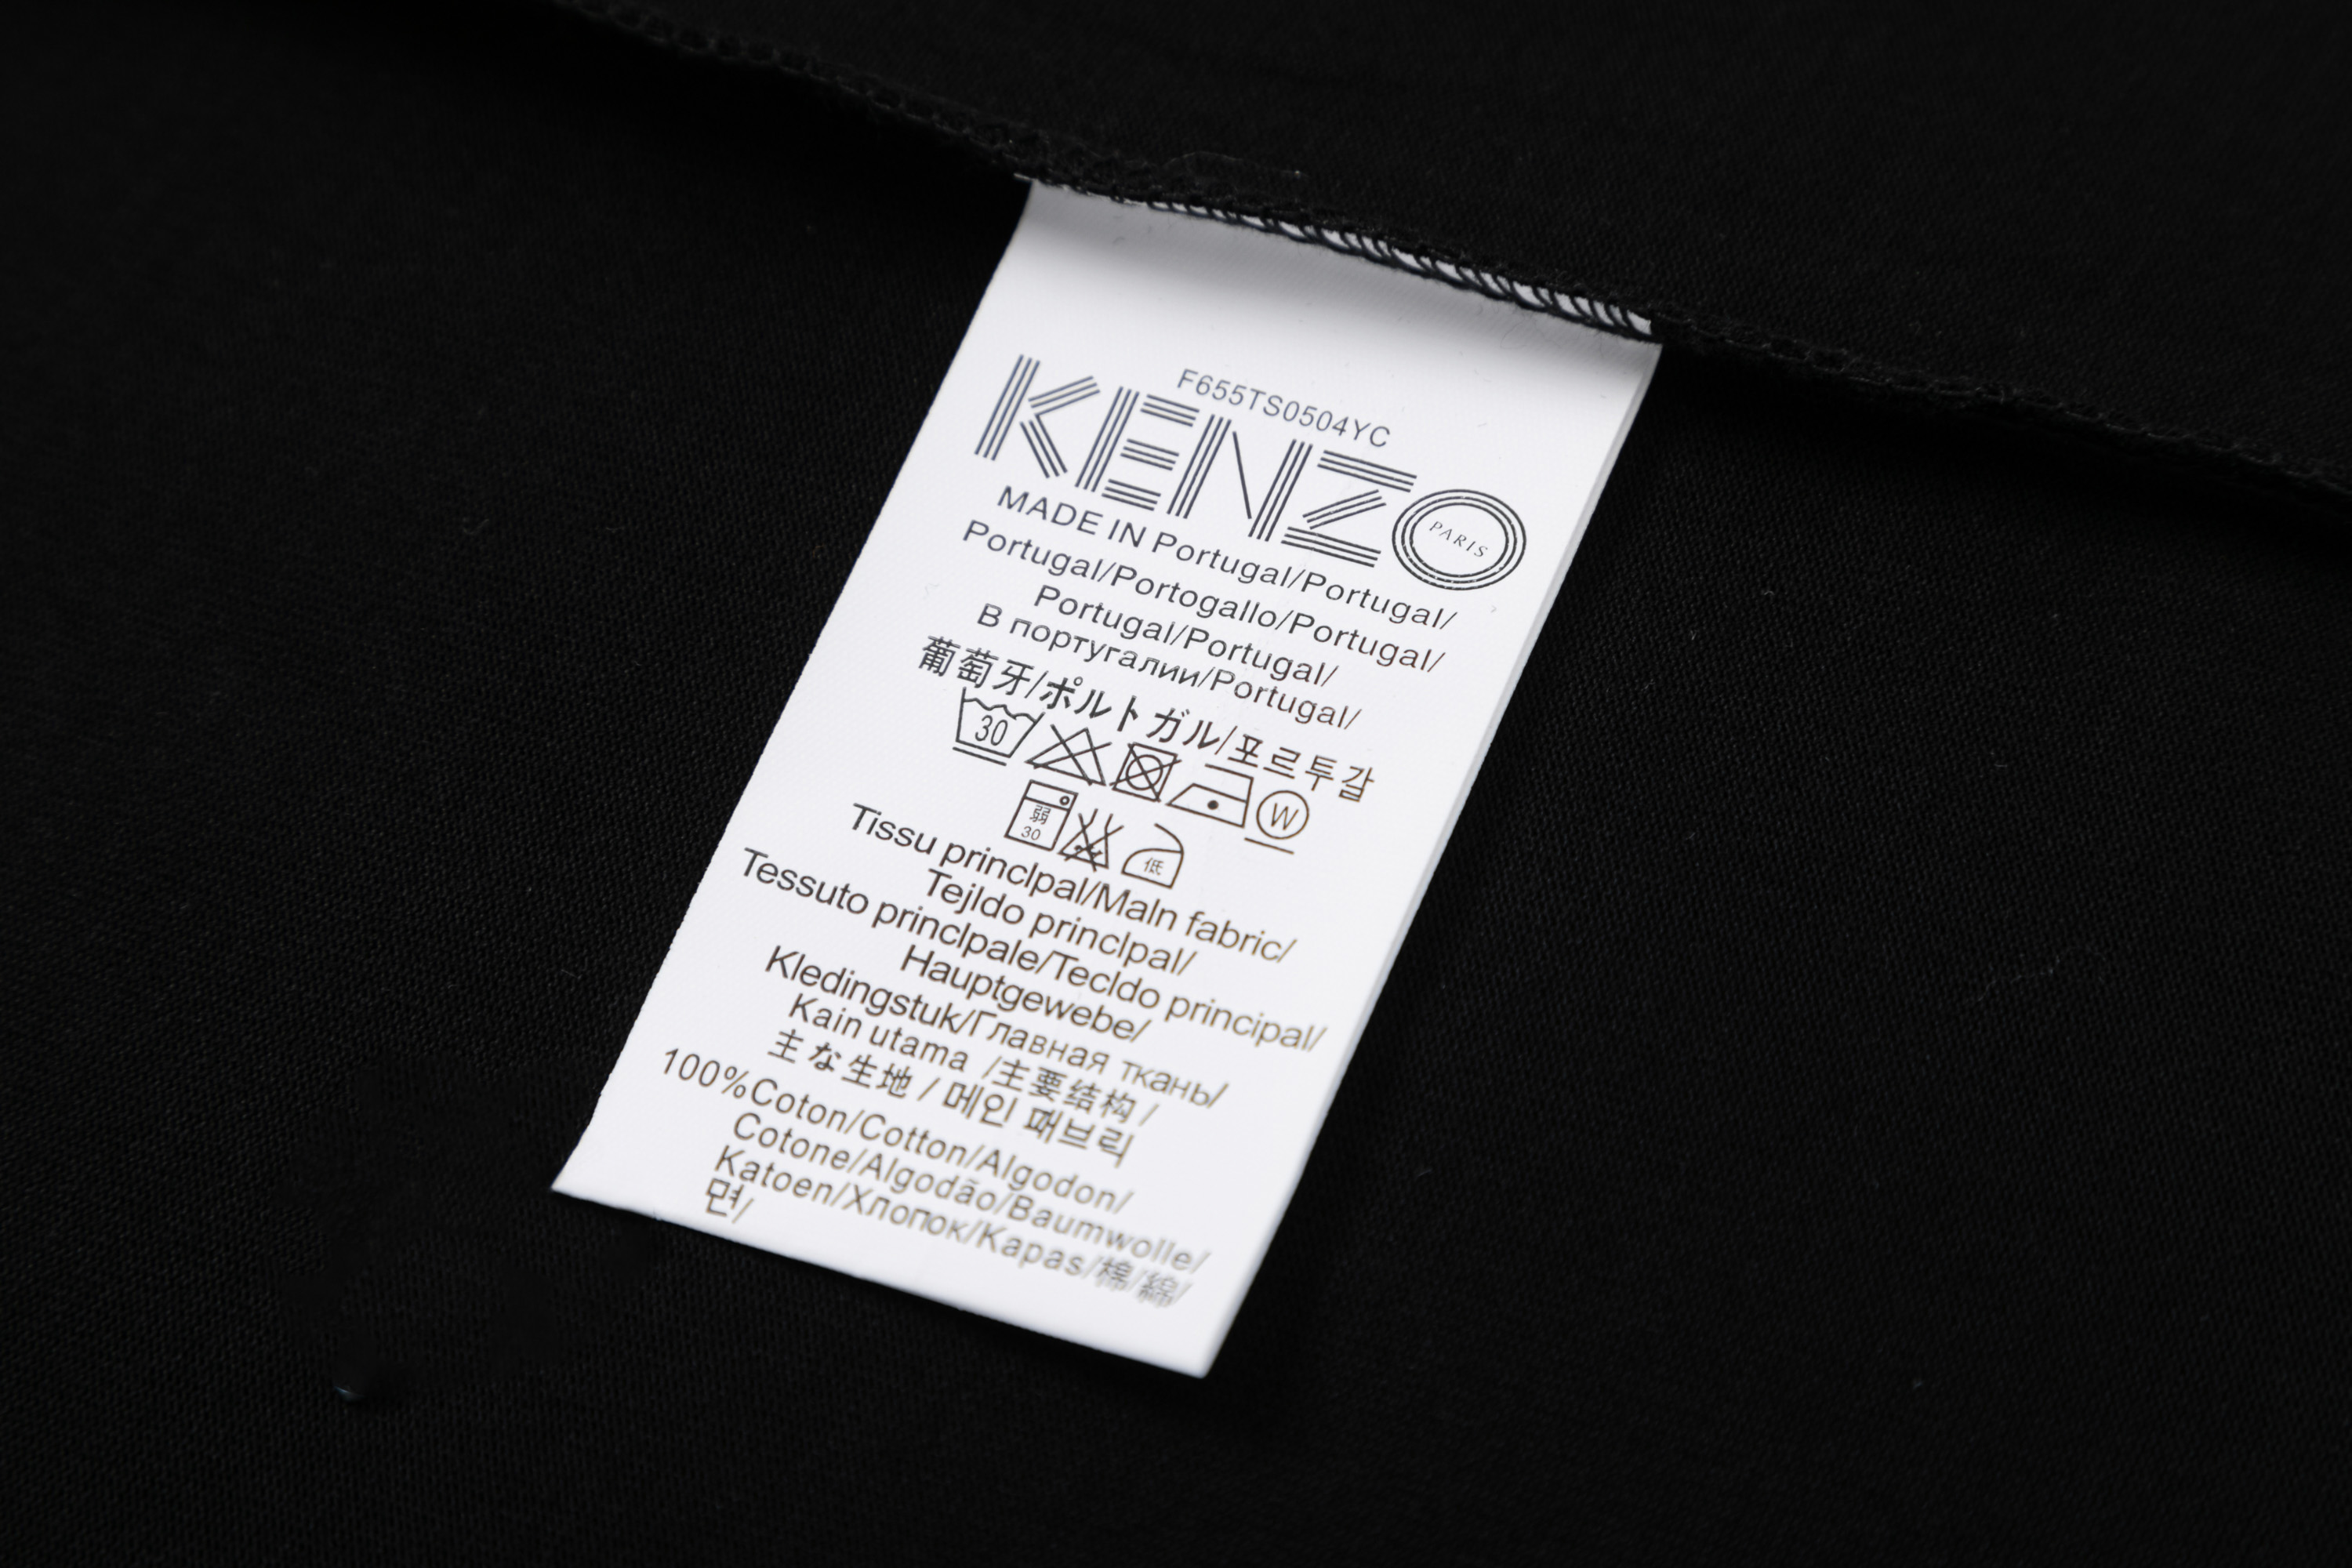 F655TS0504YC
KENZO
PARIS
MADE IN Portugal/Portugal/
Portugal/Portogallo/Portugal/
Portugal/Portugal/
В португалии/Portugal/
葡萄牙/ポルトガル/포르투갈
30 W
弱 30 低
Tissu princlpal/Maln fabric/
Tejldo princlpal/
Tessuto princlpale/Tecldo principal/
Hauptgewebe/
Kledingstuk/Главная ткань/
Kain utama /主要结构/
主な生地/메인 패브릭
100%Coton/Cotton/Algodon/
Cotone/Algodão/Baumwolle/
Katoen/Хлопок/Kapas/棉/綿/
면/